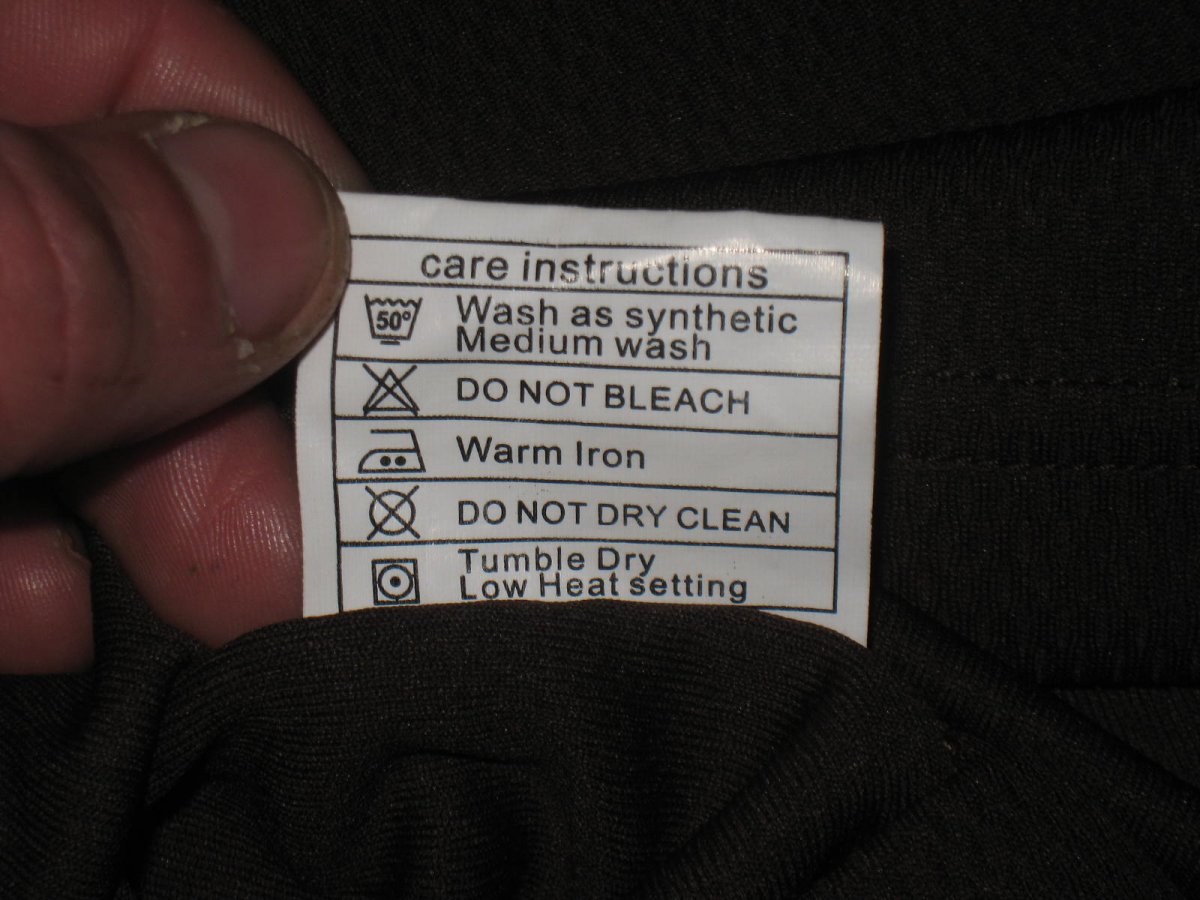 care instructions
50°
Wash as synthetic
Medium wash
DO NOT BLEACH
Warm Iron
DO NOT DRY CLEAN
Tumble Dry
Low Heat setting